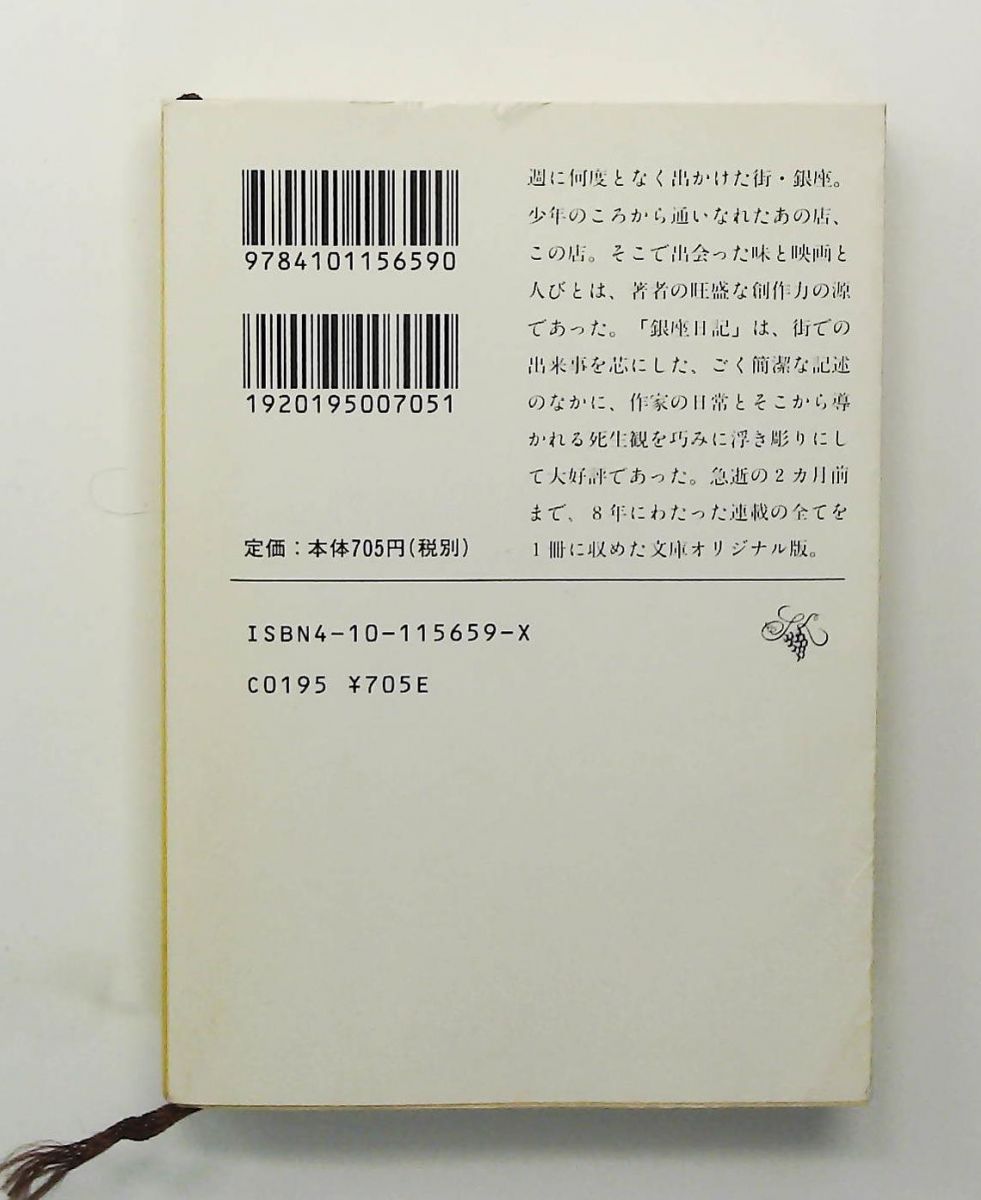 9784101156590
1920195007051
定価：本体705円(税別)
週に何度となく出かけた街・銀座。
少年のころから通いなれたあの店、
この店。そこで出会った味と映画と
人びとは、著者の旺盛な創作力の源
であった。「銀座日記」は、街での
出来事を芯にした、ごく簡潔な記述
のなかに、作家の日常とそこから導
かれる死生観を巧みに浮き彫りにし
て大好評であった。急逝の2カ月前
まで、8年にわたった連載の全てを
1冊に収めた文庫オリジナル版。
ISBN4-10-115659-X
C0195 ¥705E